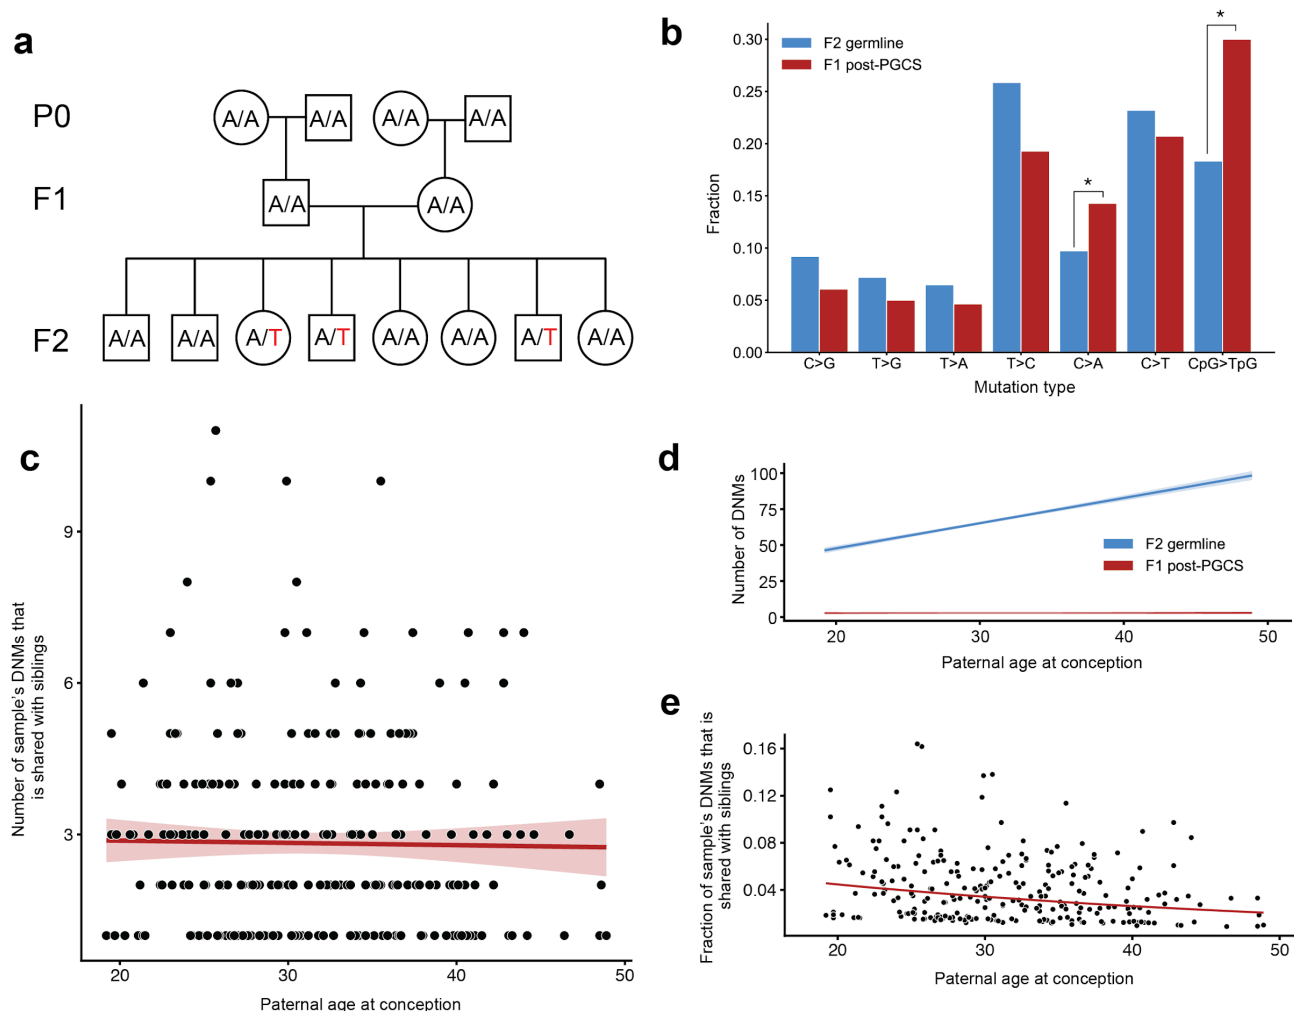 a
P0
A/A A/A A/A A/A
F1
A/A A/A
F2
A/A A/A A/T A/T A/A A/A A/T A/A
b
F2 germline
F1 post-PGCS
*
*
Fraction
0.30
0.25
0.20
0.15
0.10
0.05
0.00
C>G T>G T>A T>C C>A C>T CpG>TpG
Mutation type
c
Number of sample's DNMs that
is shared with siblings
9
6
3
20 30 40 50
Paternal age at conception
d
Number of DNMs
100
75
50
25
0
F2 germline
F1 post-PGCS
20 30 40 50
Paternal age at conception
e
Fraction of sample's DNMs that is
shared with siblings
0.16
0.12
0.08
0.04
20 30 40 50
Paternal age at conception